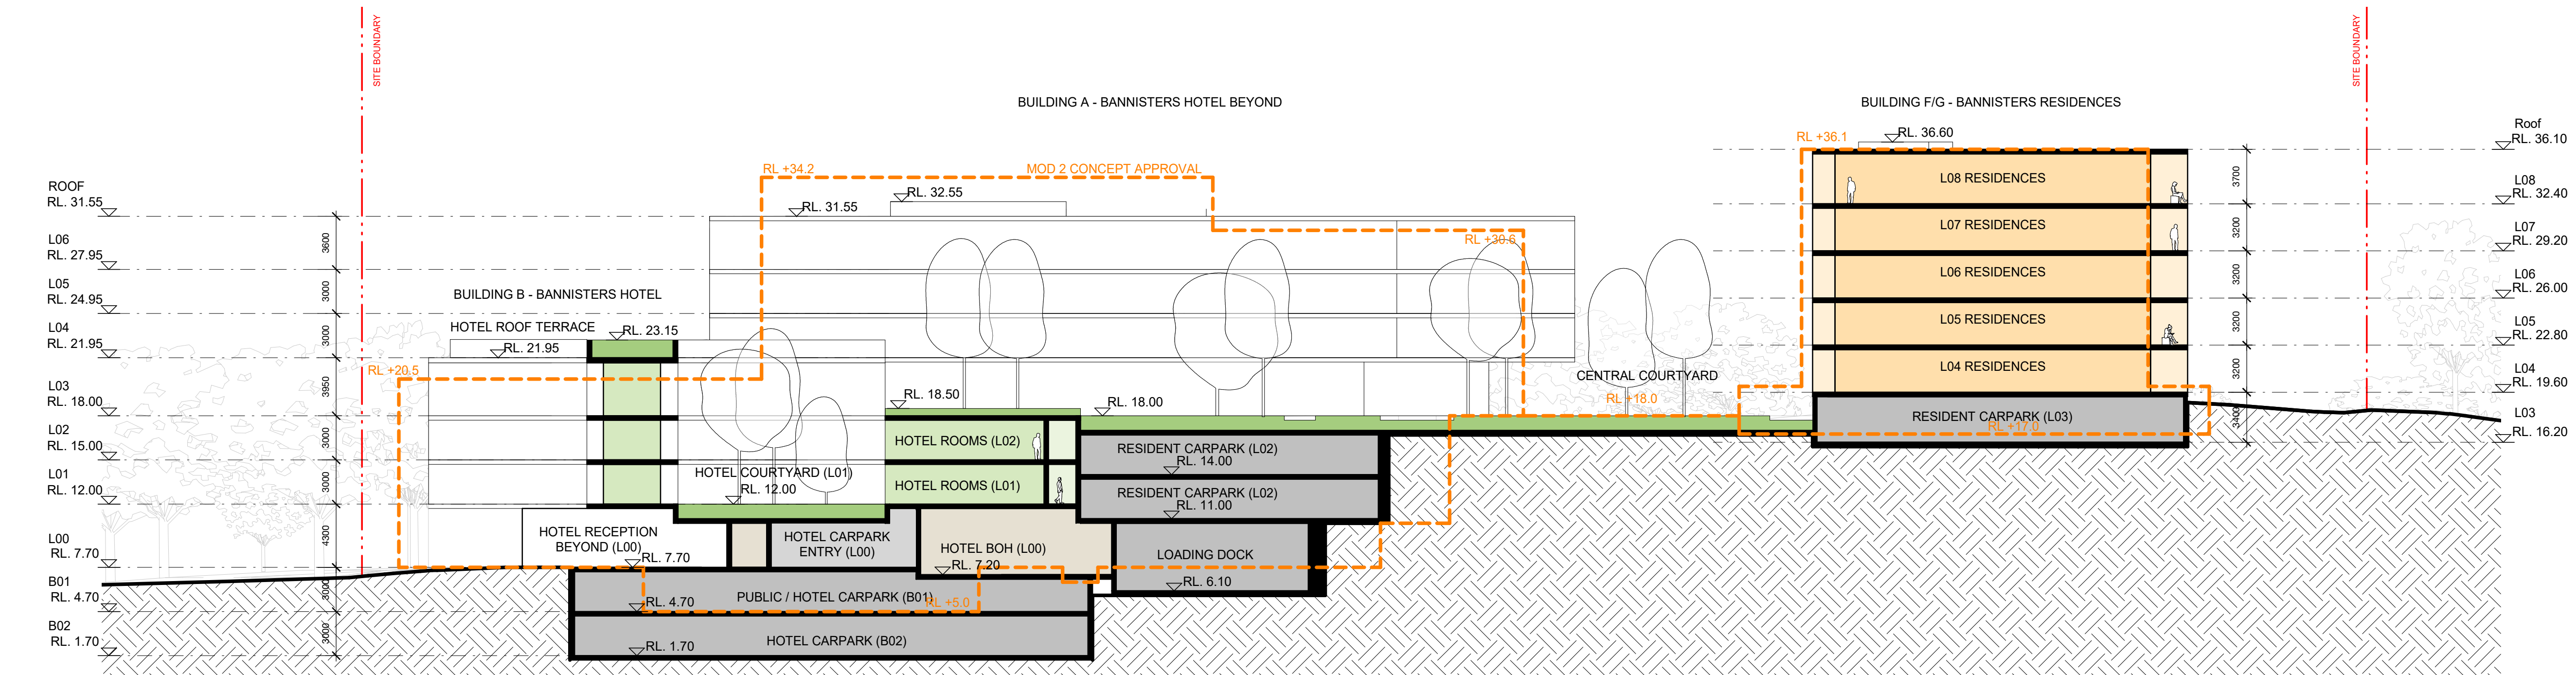 SITE BOUNDARY
SITE BOUNDARY
BUILDING A - BANNISTERS HOTEL BEYOND
BUILDING F/G - BANNISTERS RESIDENCES
ROOF
RL. 31.55
L06
RL. 27.95
L05
RL. 24.95
L04
RL. 21.95
L03
RL. 18.00
L02
RL. 15.00
L01
RL. 12.00
L00
RL. 7.70
B01
RL. 4.70
B02
RL. 1.70
3600
3000
3000
3950
3000
3000
4300
3000
3000
BUILDING B - BANNISTERS HOTEL
HOTEL ROOF TERRACE
RL. 23.15
RL. 21.95
RL +20.5
RL +34.2
MOD 2 CONCEPT APPROVAL
RL. 32.55
RL. 31.55
RL +30.6
RL. 18.50
RL. 18.00
CENTRAL COURTYARD
RL +18.0
HOTEL ROOMS (L02)
HOTEL COURTYARD (L01)
RL. 12.00
HOTEL ROOMS (L01)
RESIDENT CARPARK (L02)
RL. 14.00
RESIDENT CARPARK (L02)
RL. 11.00
HOTEL RECEPTION
BEYOND (L00)
HOTEL CARPARK
ENTRY (L00)
HOTEL BOH (L00)
RL. 7.20
LOADING DOCK
RL. 6.10
RL. 7.70
RL. 4.70
PUBLIC / HOTEL CARPARK (B01)
RL +5.0
RL. 1.70
HOTEL CARPARK (B02)
RL +36.1
RL. 36.60
L08 RESIDENCES
L07 RESIDENCES
L06 RESIDENCES
L05 RESIDENCES
L04 RESIDENCES
RESIDENT CARPARK (L03)
RL +17.0
3700
3200
3200
3200
3200
3400
Roof
RL. 36.10
L08
RL. 32.40
L07
RL. 29.20
L06
RL. 26.00
L05
RL. 22.80
L04
RL. 19.60
L03
RL. 16.20